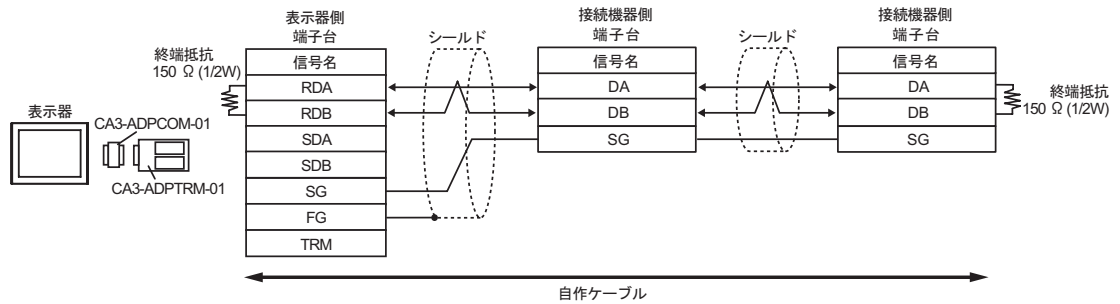 表示器
CA3-ADPCOM-01
CA3-ADPTRM-01
終端抵抗
150 Ω (1/2W)
表示器側
端子台
信号名
RDA
RDB
SDA
SDB
SG
FG
TRM
シールド
接続機器側
端子台
信号名
DA
DB
SG
シールド
接続機器側
端子台
信号名
DA
DB
SG
終端抵抗
150 Ω (1/2W)
自作ケーブル